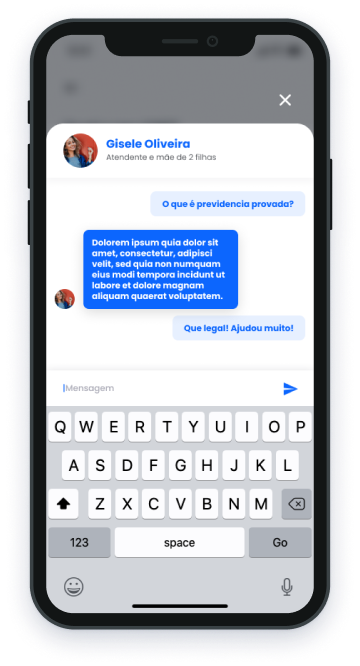 Gisele Oliveira
Atendente e mãe de 2 filhas
O que é previdencia provada?
Dolorem ipsum quia dolor sit
amet, consectetur, adipisci
velit, sed quia non numquam
eius modi tempora incidunt ut
labore et dolore magnam
aliquam quaerat voluptatem.
Que legal! Ajudou muito!
Mensagem
Q W E R T Y U I O P
A S D F G H J K L
Z X C V B N M
123 space Go